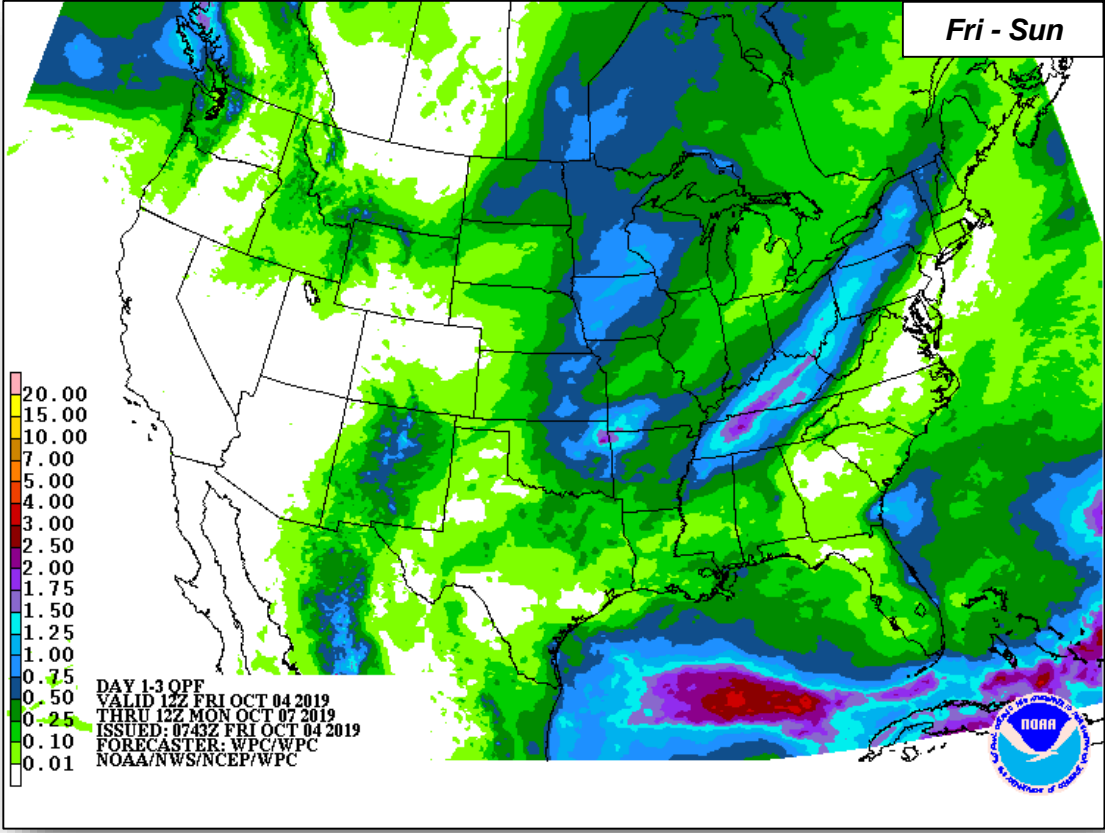 Fri - Sun
20.00
15.00
10.00
7.00
5.00
4.00
3.00
2.50
2.00
1.75
1.50
1.25
1.00
0.75
0.50
0.25
0.10
0.01
DAY 1-3 QPF
VALID 12Z FRI OCT 04 2019
THRU 12Z MON OCT 07 2019
ISSUED: 0743Z FRI OCT 04 2019
FORECASTER: WPC/WPC
NOAA/NWS/NCEP/WPC
NOAA